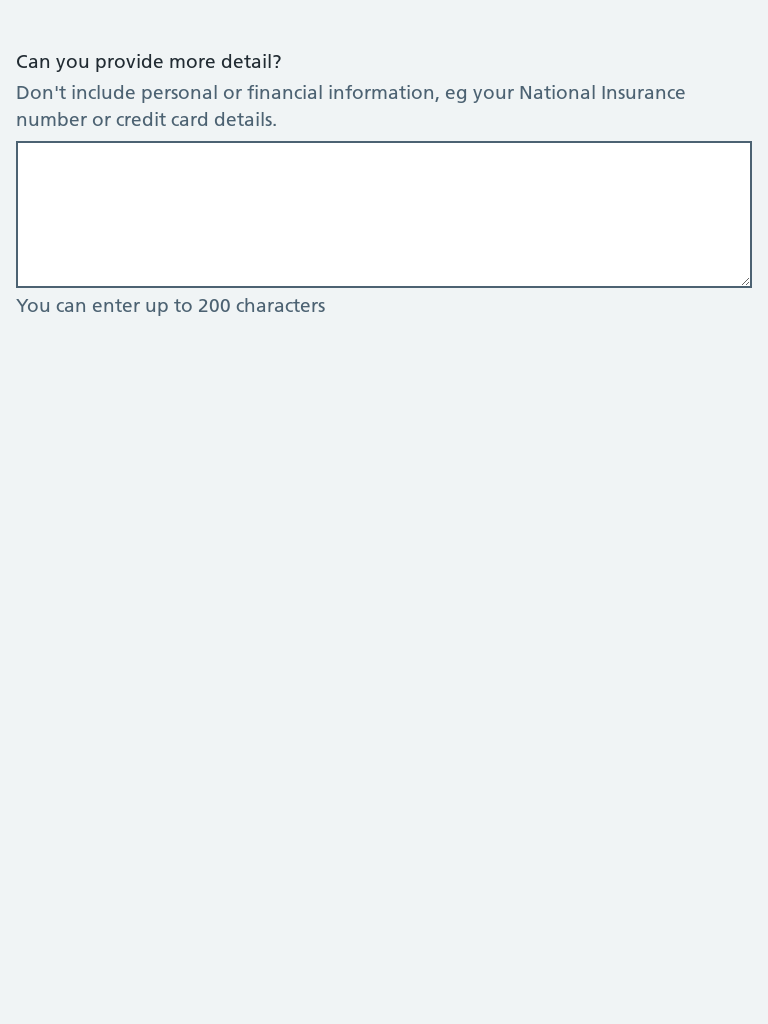 Can you provide more detail?
Don't include personal or financial information, eg your National Insurance
number or credit card details.
You can enter up to 200 characters